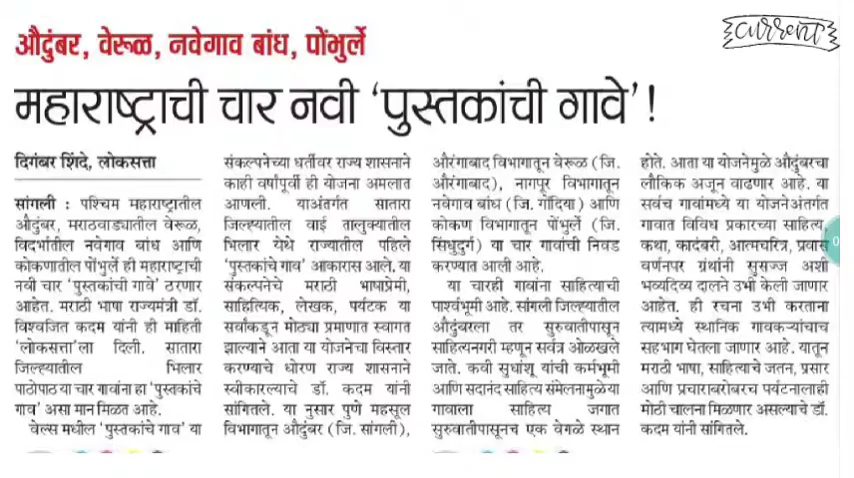 current
औदुंबर, वेरूळ, नवेगाव बांध, पोंभुर्ले
महाराष्ट्राची चार नवी ‘पुस्तकांची गावे’!
दिगंबर शिंदे, लोकसत्ता
सांगली : पश्चिम महाराष्ट्रातील
औदुंबर, मराठवाड्यातील वेरूळ,
विदर्भातील नवेगाव बांध आणि
कोकणातील पोंभुर्ले ही महाराष्ट्राची
नवी चार ‘पुस्तकांची गावे’ ठरणार
आहेत. मराठी भाषा राज्यमंत्री डॉ.
विश्वजित कदम यांनी ही माहिती
‘लोकसत्ता’ला दिली. सातारा
जिल्ह्यातील भिलार
पाठोपाठ या चार गावांना हा ‘पुस्तकांचे
गाव’ असा मान मिळत आहे.
वेल्स मधील ‘पुस्तकांचे गाव’ या
संकल्पनेच्या धर्तीवर राज्य शासनाने
काही वर्षांपूर्वी ही योजना अमलात
आणली. याअंतर्गत सातारा
जिल्ह्यातील वाई तालुक्यातील
भिलार येथे राज्यातील पहिले
‘पुस्तकांचे गाव’ आकारास आले. या
संकल्पनेचे मराठी भाषाप्रेमी,
साहित्यिक, लेखक, पर्यटक या
सर्वांकडून मोठ्या प्रमाणात स्वागत
झाल्याने आता या योजनेचा विस्तार
करण्याचे धोरण राज्य शासनाने
स्वीकारल्याचे डॉ. कदम यांनी
सांगितले. या नुसार पुणे महसूल
विभागातून औदुंबर (जि. सांगली),
औरंगाबाद विभागातून वेरूळ (जि.
औरंगाबाद), नागपूर विभागातून
नवेगाव बांध (जि. गोंदिया) आणि
कोकण विभागातून पोंभुर्ले (जि.
सिंधुदुर्ग) या चार गावांची निवड
करण्यात आली आहे.
या चारही गावांना साहित्याची
पार्श्वभूमी आहे. सांगली जिल्ह्यातील
औदुंबरला तर सुरुवातीपासून
साहित्यनगरी म्हणून सर्वत्र ओळखले
जाते. कवी सुधांशू यांची कर्मभूमी
आणि सदानंद साहित्य संमेलनामुळे या
गावाला साहित्य जगात
सुरुवातीपासूनच एक वेगळे स्थान
होते. आता या योजनेमुळे औदुंबरचा
लौकिक अजून वाढणार आहे. या
सर्वच गावांमध्ये या योजनेअंतर्गत
गावात विविध प्रकारच्या साहित्य,
कथा, कादंबरी, आत्मचरित्र, प्रवास
वर्णनपर ग्रंथांनी सुसज्ज अशी
भव्यदिव्य दालने उभी केली जाणार
आहेत. ही रचना उभी करताना
त्यामध्ये स्थानिक गावकऱ्यांचाच
सहभाग घेतला जाणार आहे. यातून
मराठी भाषा, साहित्याचे जतन, प्रसार
आणि प्रचाराबरोबरच पर्यटनालाही
मोठी चालना मिळणार असल्याचे डॉ.
कदम यांनी सांगितले.